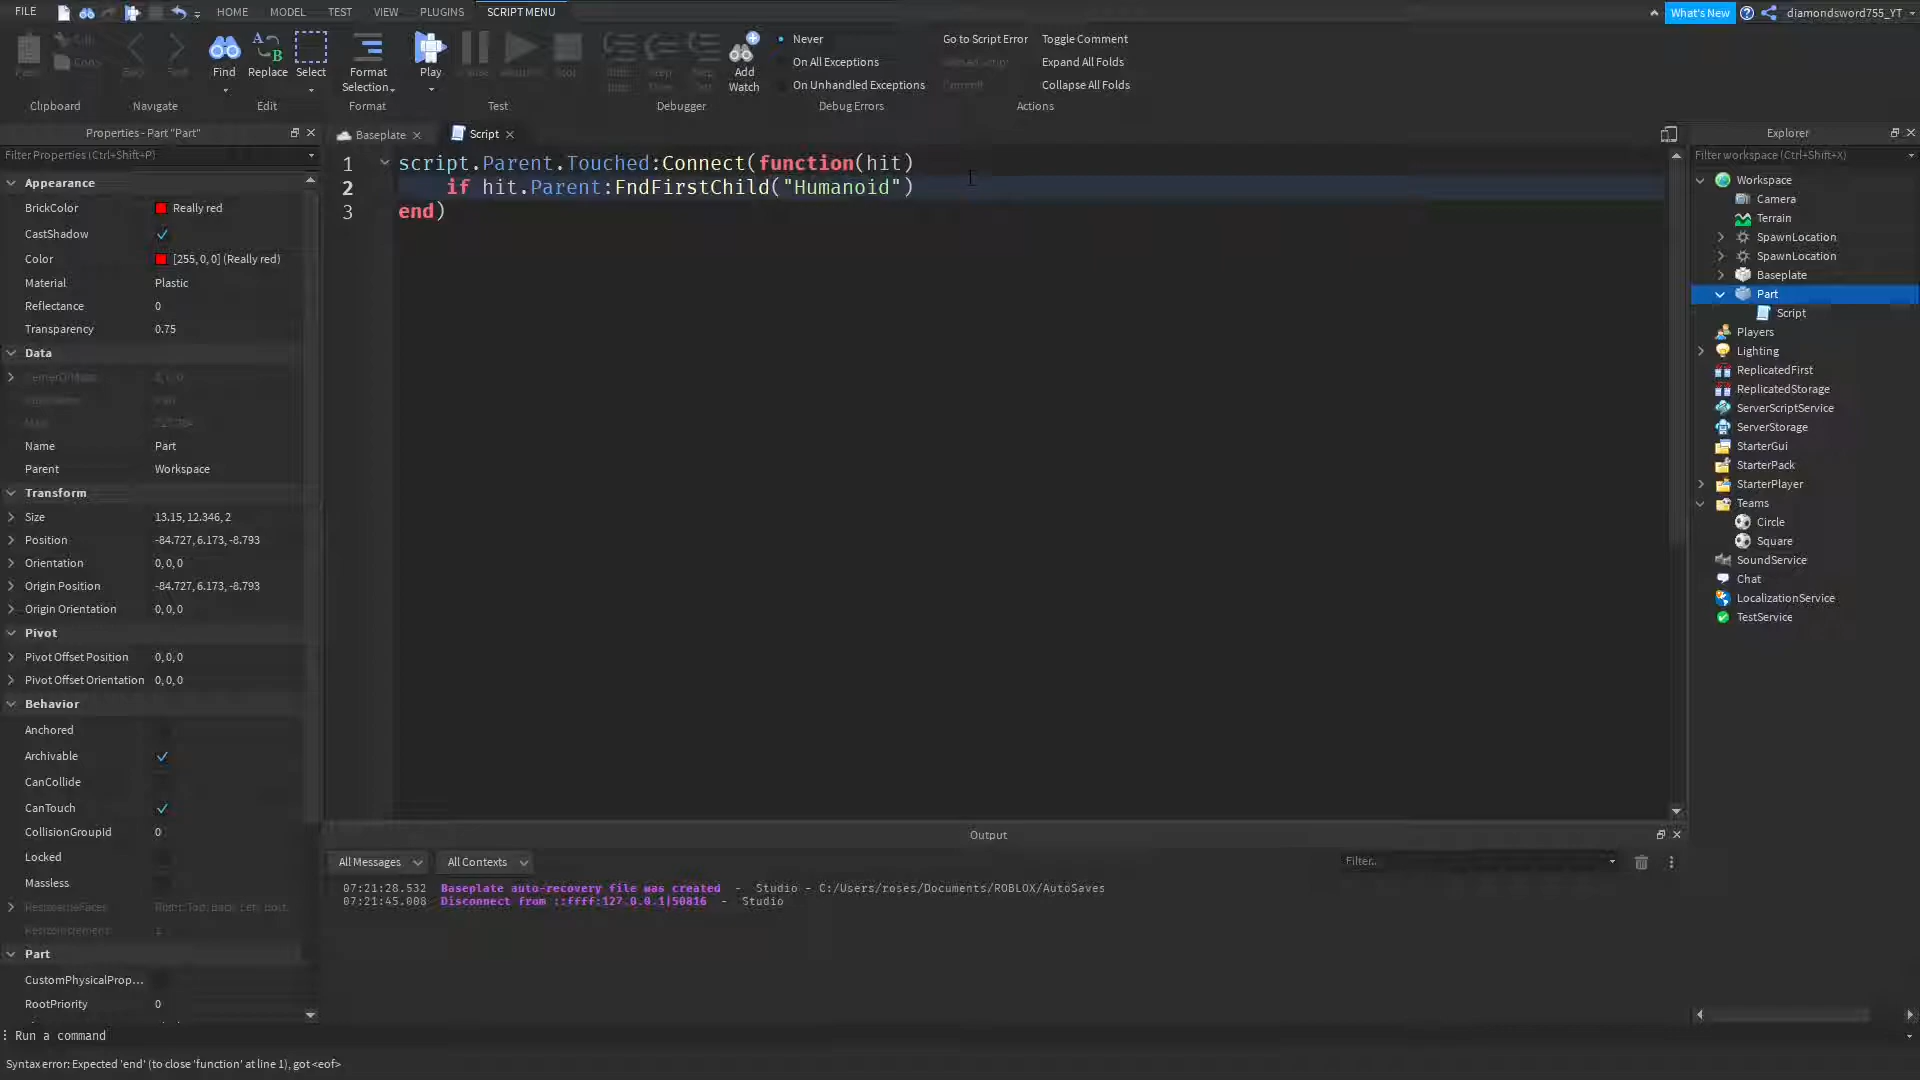 FILE HOME MODEL TEST VIEW PLUGINS SCRIPT MENU What's New diamondsword755_YT
Find Replace Select Format Selection Play Add Watch
Never
On All Exceptions
On Unhandled Exceptions
Go to Script Error
Commit
Toggle Comment
Expand All Folds
Collapse All Folds
Clipboard Navigate Edit Format Test Debugger Debug Errors Actions
Properties - Part "Part"
Filter Properties (Ctrl+Shift+P)
Appearance
BrickColor Really red
CastShadow
Color [255, 0, 0] (Really red)
Material Plastic
Reflectance 0
Transparency 0.75
Data
Name Part
Parent Workspace
Transform
Size 13.15, 12.346, 2
Position -84.727, 6.173, -8.793
Orientation 0, 0, 0
Origin Position -84.727, 6.173, -8.793
Origin Orientation 0, 0, 0
Pivot
Pivot Offset Position 0, 0, 0
Pivot Offset Orientation 0, 0, 0
Behavior
Anchored
Archivable
CanCollide
CanTouch
CollisionGroupId 0
Locked
Massless
Part
CustomPhysicalProp...
RootPriority 0
Baseplate Script
1 script.Parent.Touched:Connect(function(hit)
2 if hit.Parent:FndFirstChild("Humanoid")
3 end)
Output
All Messages All Contexts Filter...
07:21:28.532 Baseplate auto-recovery file was created - Studio - C:/Users/roses/Documents/ROBLOX/AutoSaves
07:21:45.008 Disconnect from ::ffff:127.0.0.1|50816 - Studio
Explorer
Filter workspace (Ctrl+Shift+X)
Workspace
Camera
Terrain
SpawnLocation
SpawnLocation
Baseplate
Part
Script
Players
Lighting
ReplicatedFirst
ReplicatedStorage
ServerScriptService
ServerStorage
StarterGui
StarterPack
StarterPlayer
Teams
Circle
Square
SoundService
Chat
LocalizationService
TestService
Run a command
Syntax error: Expected 'end' (to close 'function' at line 1), got <eof>